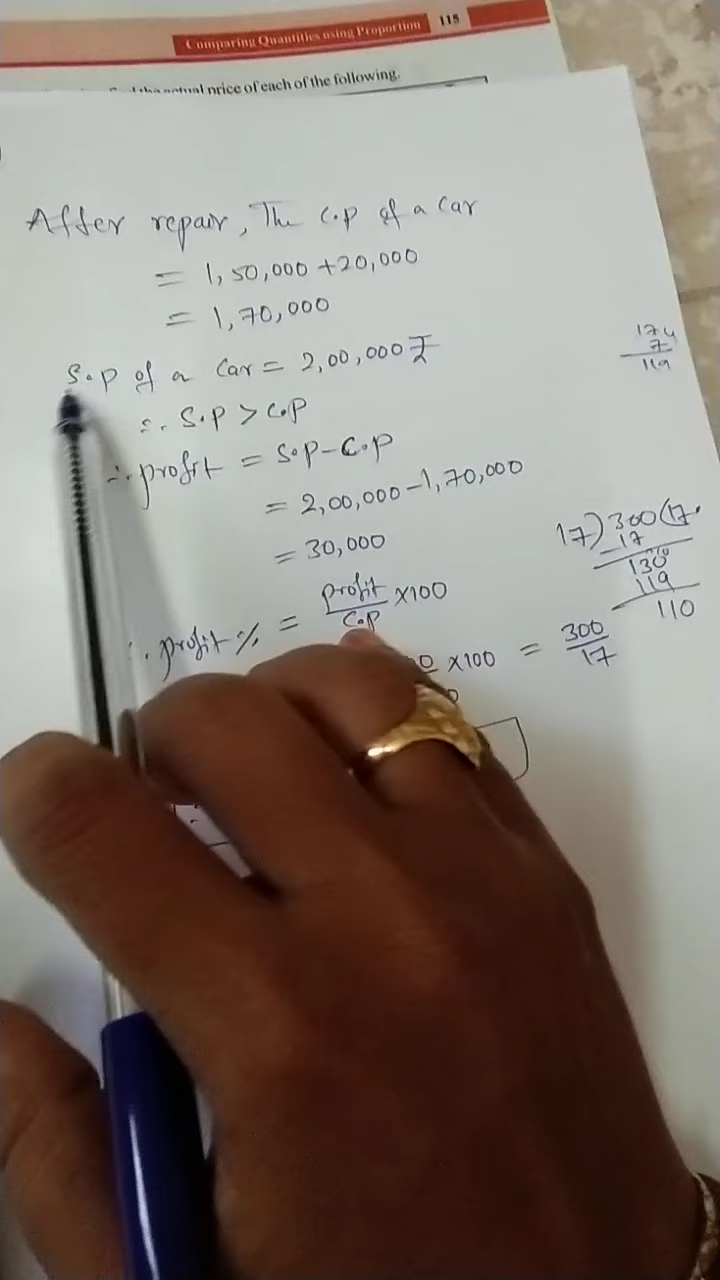 Comparing Quantities using Proportion 115
actual price of each of the following.
After repair, The C.P of a car
= 1,50,000 + 20,000
= 1,70,000
S.P of a car = 2,00,000 ₹
∴ S.P > C.P
∴ profit = S.P - C.P
= 2,00,000 - 1,70,000
= 30,000
∴ profit % = profit/C.P × 100
× 100 = 300/17
7
119
17) 300 (17.
-17
130
119
110